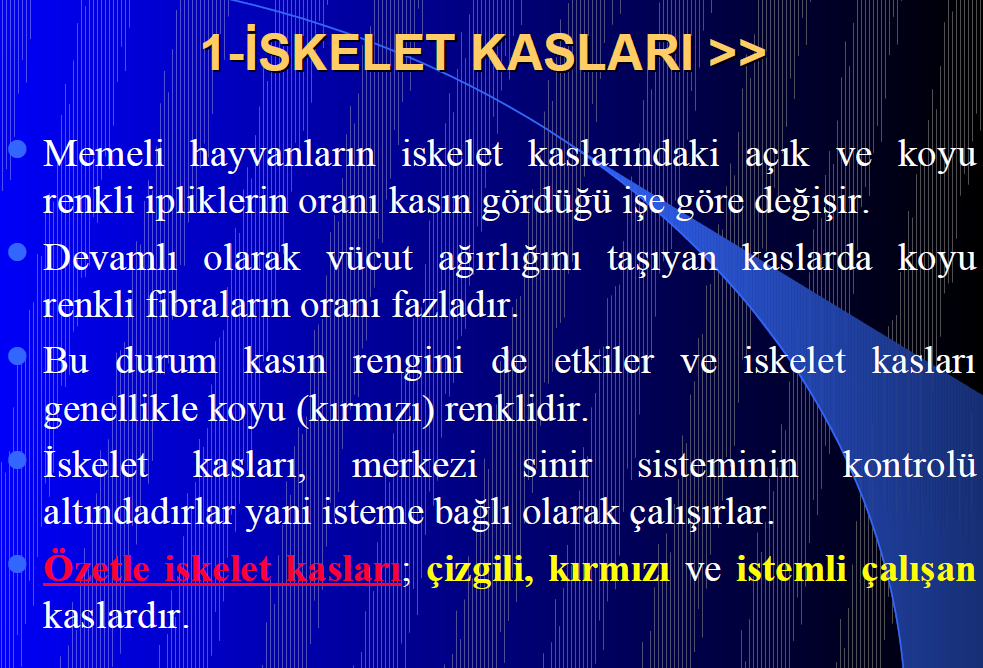 1-İSKELET KASLARI >>
Memeli hayvanların iskelet kaslarındaki açık ve koyu
renkli ipliklerin oranı kasın gördüğü işe göre değişir.
Devamlı olarak vücut ağırlığını taşıyan kaslarda koyu
renkli fibraların oranı fazladır.
Bu durum kasın rengini de etkiler ve iskelet kasları
genellikle koyu (kırmızı) renklidir.
İskelet kasları, merkezi sinir sisteminin kontrolü
altındadırlar yani isteme bağlı olarak çalışırlar.
Özetle iskelet kasları; çizgili, kırmızı ve istemli çalışan
kaslardır.